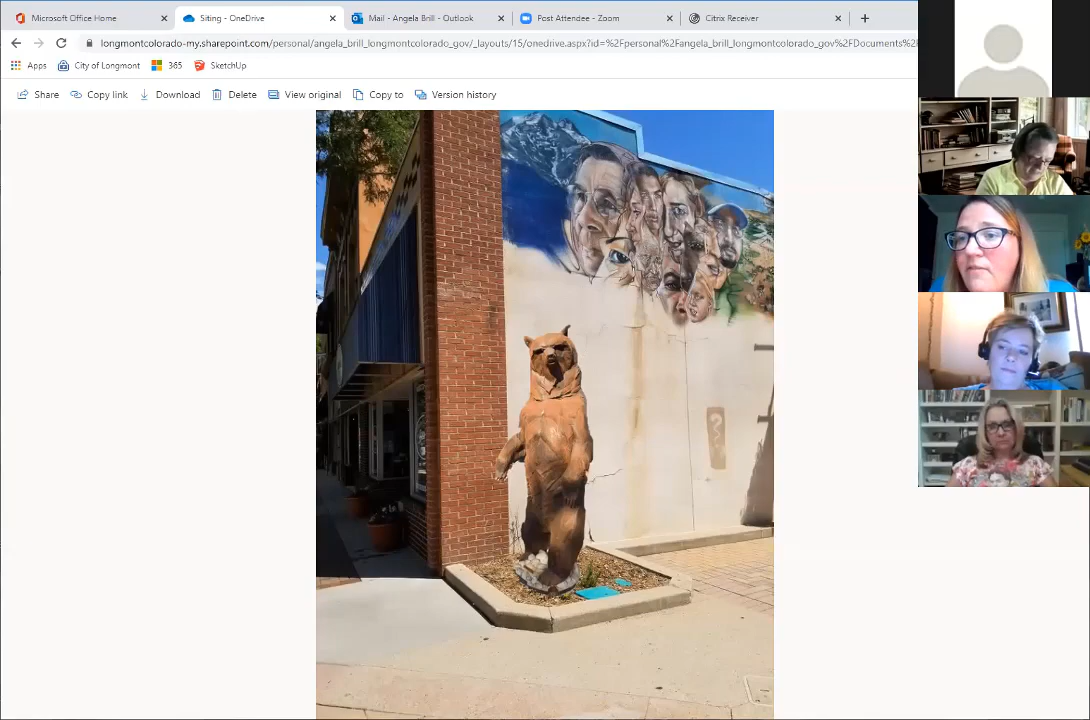 Microsoft Office Home
Siting - OneDrive
Mail - Angela Brill - Outlook
Post Attendee - Zoom
Citrix Receiver
longmontcolorado-my.sharepoint.com/personal/angela_brill_longmontcolorado_gov/_layouts/15/onedrive.aspx?id=%2Fpersonal%2Fangela_brill_longmontcolorado_gov%2FDocuments%2F
Apps
City of Longmont
365
SketchUp
Share
Copy link
Download
Delete
View original
Copy to
Version history
?